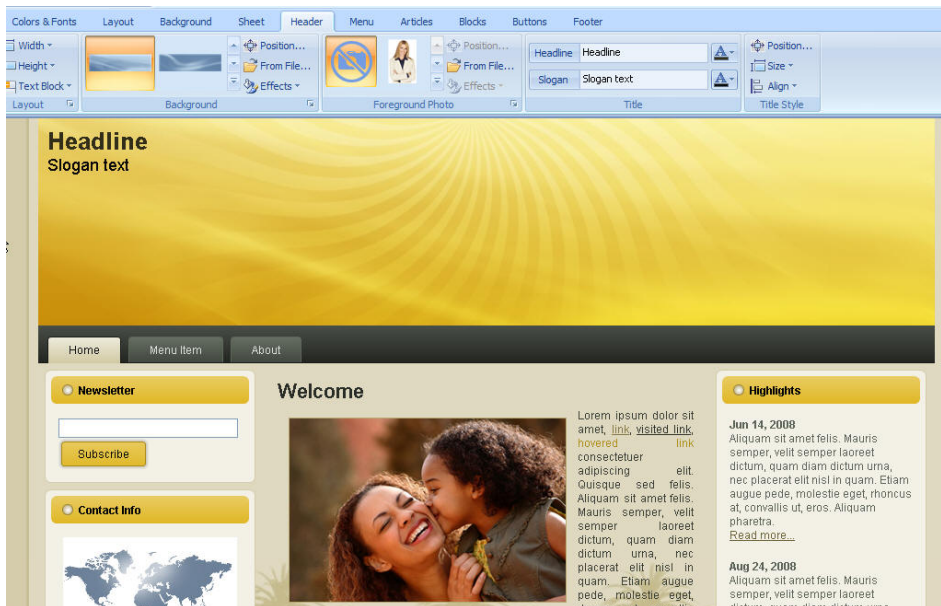 Colors & Fonts Layout Background Sheet Header Menu Articles Blocks Buttons Footer
Width
Height
Text Block
Layout
Position...
From File...
Effects
Background
Position...
From File...
Effects
Foreground Photo
Headline Headline
Slogan Slogan text
Title
A
A
Position...
Size
Align
Title Style
Headline
Slogan text
Home Menu Item About
Newsletter
Subscribe
Contact Info
Welcome
Lorem ipsum dolor sit
amet, link, visited link,
hovered link
consectetuer
adipiscing elit.
Quisque sed felis.
Aliquam sit amet felis.
Mauris semper, velit
semper laoreet
dictum, quam diam
dictum urna, nec
placerat elit nisl in
quam. Etiam augue
pede, molestie eget,
Highlights
Jun 14, 2008
Aliquam sit amet felis. Mauris
semper, velit semper laoreet
dictum, quam diam dictum urna,
nec placerat elit nisl in quam. Etiam
augue pede, molestie eget, rhoncus
at, convallis ut, eros. Aliquam
pharetra.
Read more...
Aug 24, 2008
Aliquam sit amet felis. Mauris
semper, velit semper laoreet